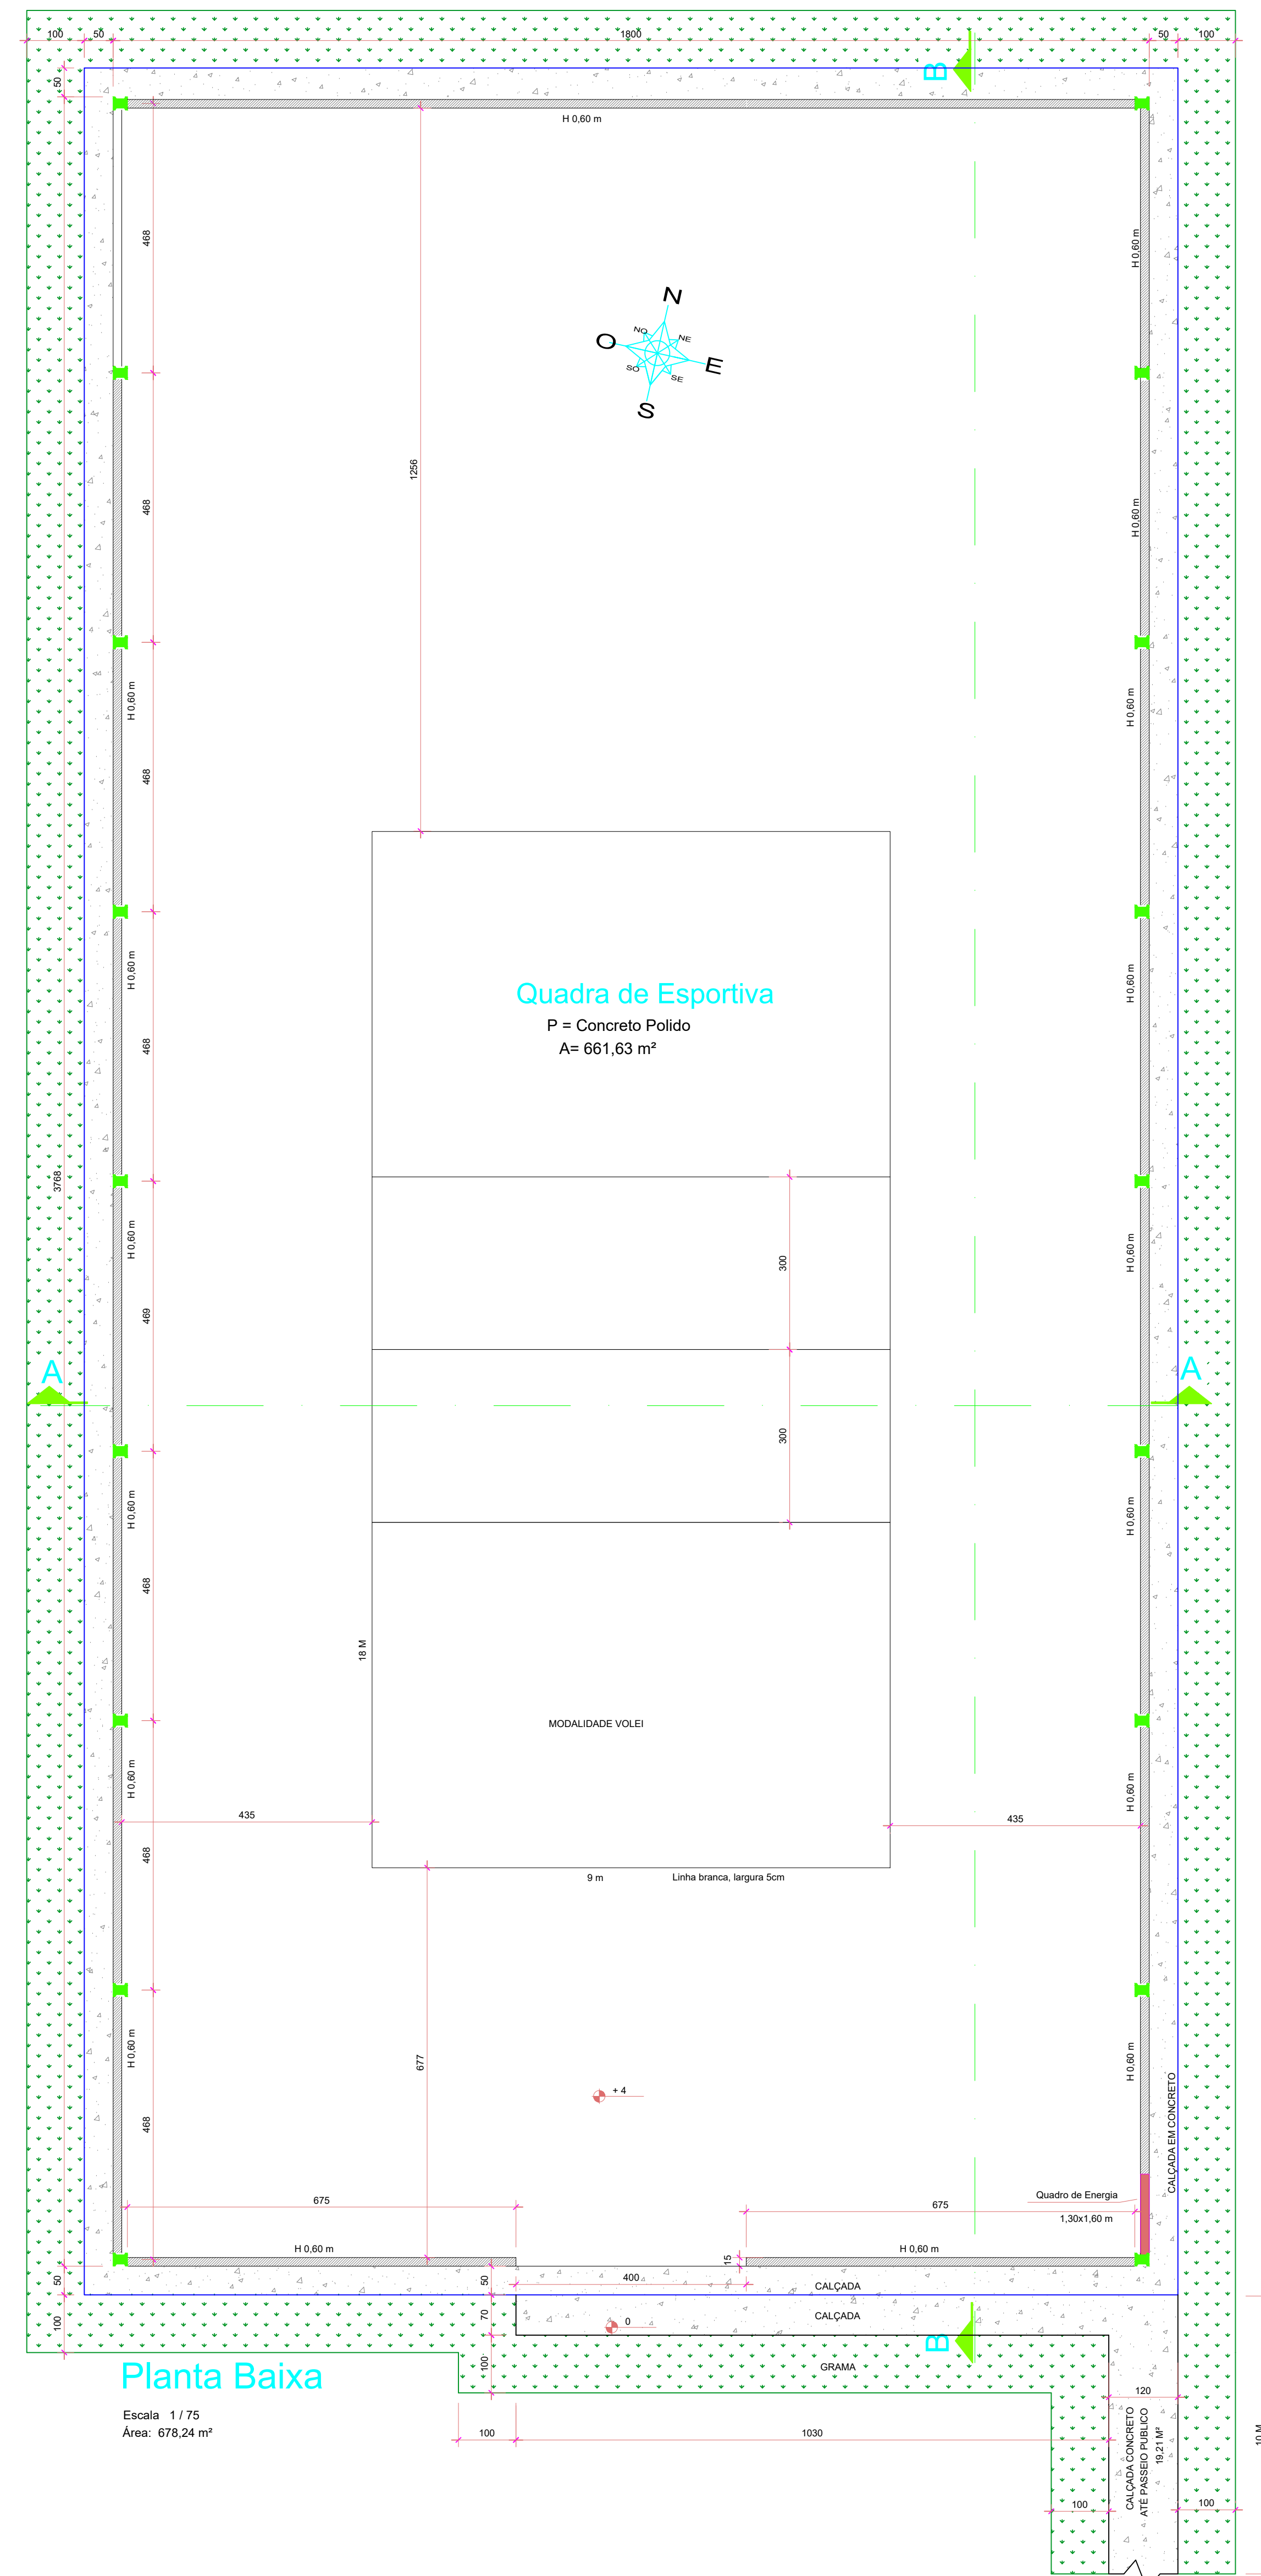 100
50
1800
50
100
50
B
H 0,60 m
468
H 0,60 m
N
NO
NE
O
E
SO
SE
S
1256
468
H 0,60 m
H 0,60 m
H 0,60 m
468
H 0,60 m
H 0,60 m
Quadra de Esportiva
P = Concreto Polido
A= 661,63 m²
468
3768
H 0,60 m
H 0,60 m
300
469
A
A
300
H 0,60 m
H 0,60 m
468
18 M
MODALIDADE VOLEI
H 0,60 m
H 0,60 m
435
435
468
9 m
Linha branca, largura 5cm
H 0,60 m
H 0,60 m
677
+ 4
468
CALÇADA EM CONCRETO
Quadro de Energia
1,30x1,60 m
675
675
H 0,60 m
H 0,60 m
15
50
50
400
CALÇADA
100
70
0
CALÇADA
B
100
GRAMA
Planta Baixa
Escala 1 / 75
Área: 678,24 m²
100
1030
120
CALÇADA CONCRETO
ATÉ PASSEIO PUBLICO
19,21 M²
10 M
100
100